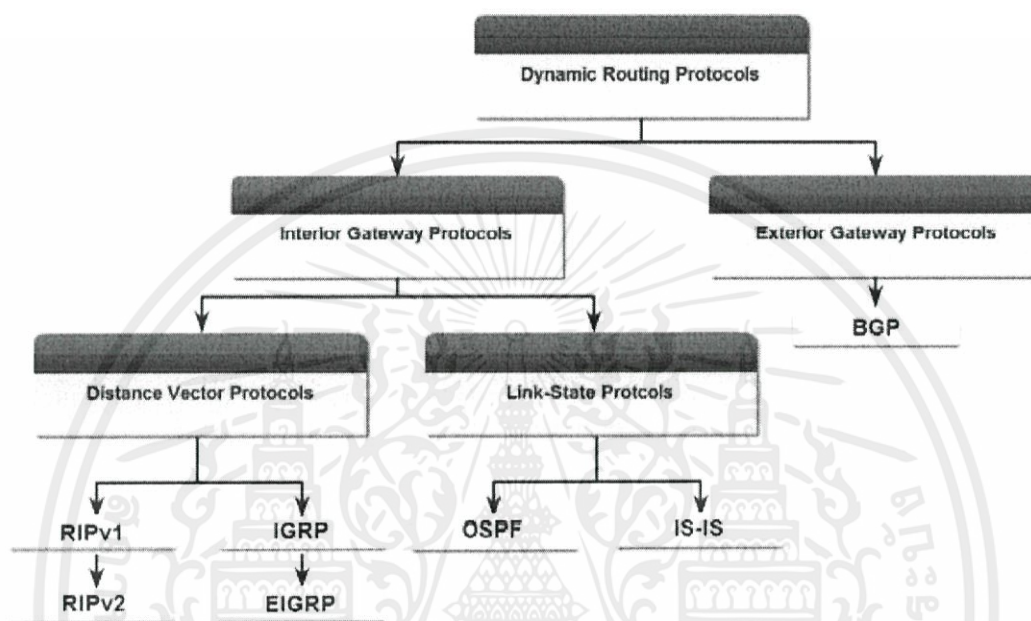 Dynamic Routing Protocols
Interior Gateway Protocols
Exterior Gateway Protocols
BGP
Distance Vector Protocols
Link-State Protcols
RIPv1
IGRP
OSPF
IS-IS
RIPv2
EIGRP